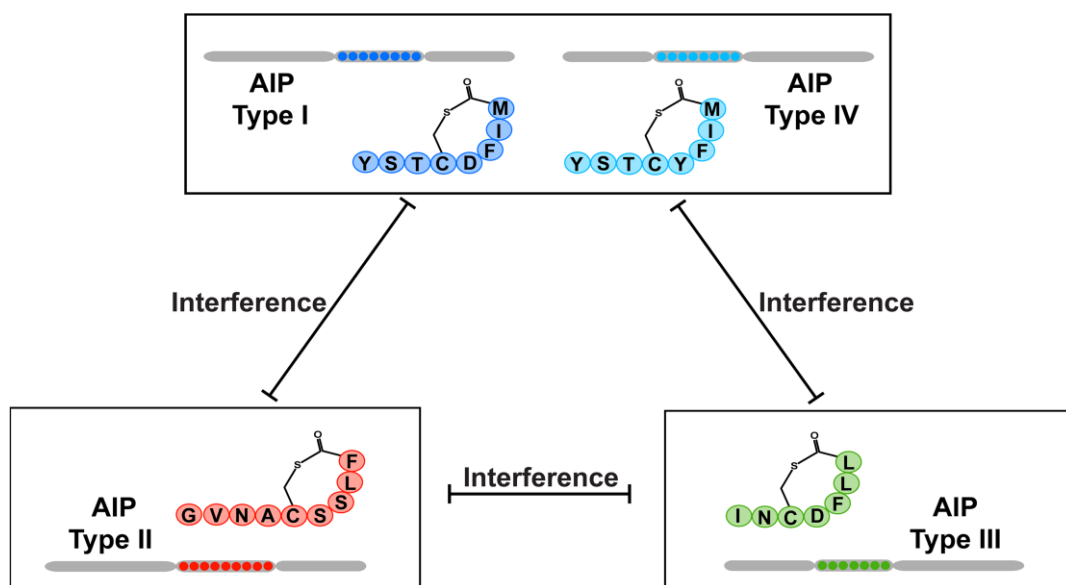 AIP
Type I
O
S
M
I
F
Y S T C D
AIP
Type IV
O
S
M
I
F
Y S T C Y
Interference
Interference
Interference
AIP
Type II
O
S
F
L
S
G V N A C S
AIP
Type III
O
S
L
L
F
I N C D